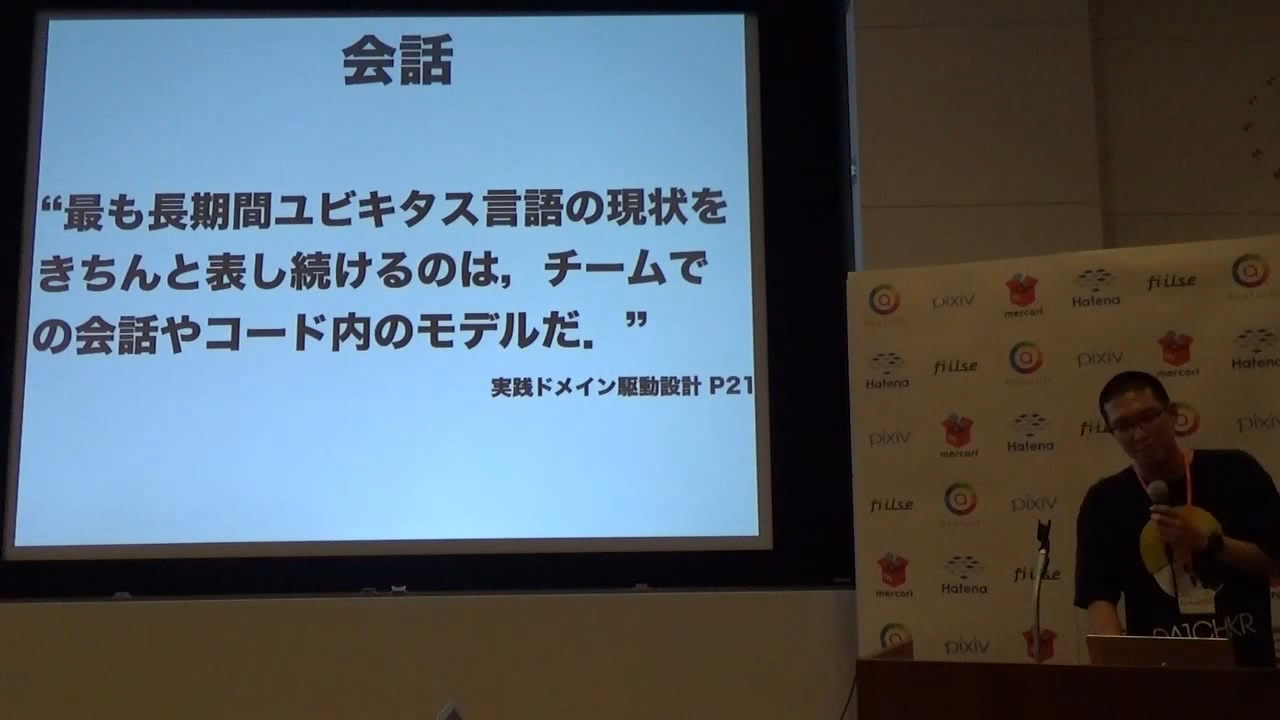 会話
“最も長期間ユビキタス言語の現状を
きちんと表し続けるのは，チームで
の会話やコード内のモデルだ．”
実践ドメイン駆動設計 P21
pixiv
mercari
Hatena
fiilse
Hatena
fiilse
pixiv
mercari
Hatena
pixiv
mercari
Hatena
pixiv
fiilse
pixiv
mercari
Hatena
pixiv